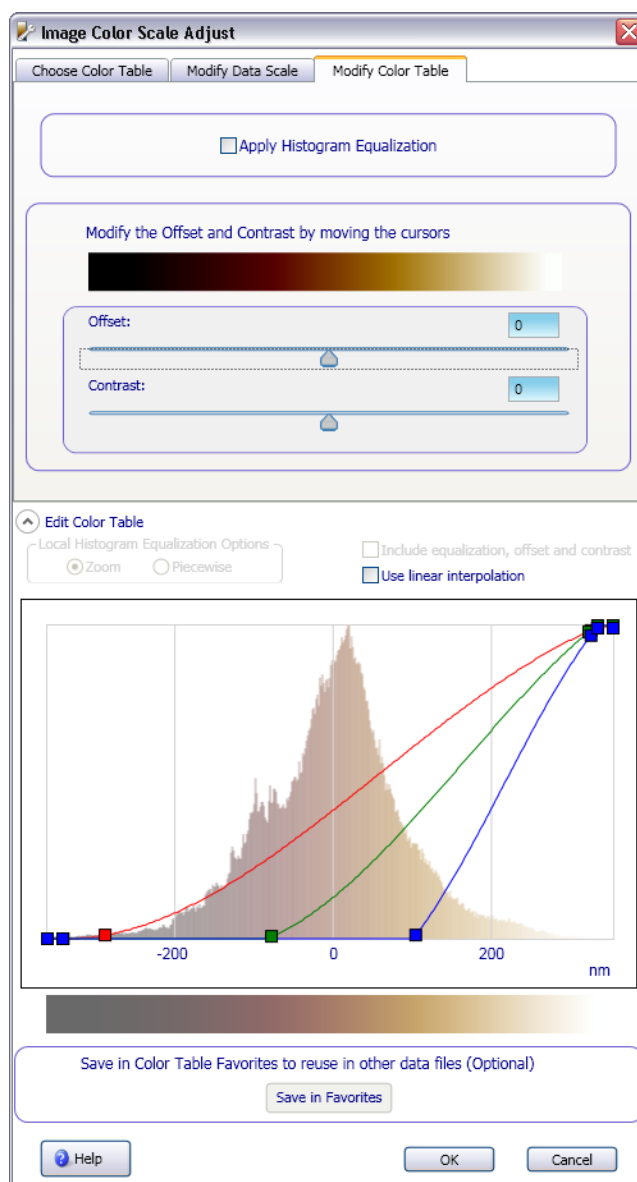 Image Color Scale Adjust
Choose Color Table
Modify Data Scale
Modify Color Table
Apply Histogram Equalization
Modify the Offset and Contrast by moving the cursors
Offset:
0
Contrast:
0
Edit Color Table
Local Histogram Equalization Options
Zoom
Piecewise
Include equalization, offset and contrast
Use linear interpolation
-200
0
200
nm
Save in Color Table Favorites to reuse in other data files (Optional)
Save in Favorites
Help
OK
Cancel